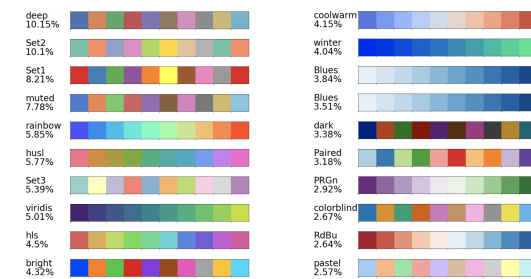 deep
10.15%
Set2
10.1%
Set1
8.21%
muted
7.78%
rainbow
5.85%
husl
5.77%
Set3
5.39%
viridis
5.01%
hls
4.5%
bright
4.32%
coolwarm
4.15%
winter
4.04%
Blues
3.84%
Blues
3.51%
dark
3.38%
Paired
3.18%
PRGn
2.92%
colorblind
2.67%
RdBu
2.64%
pastel
2.57%